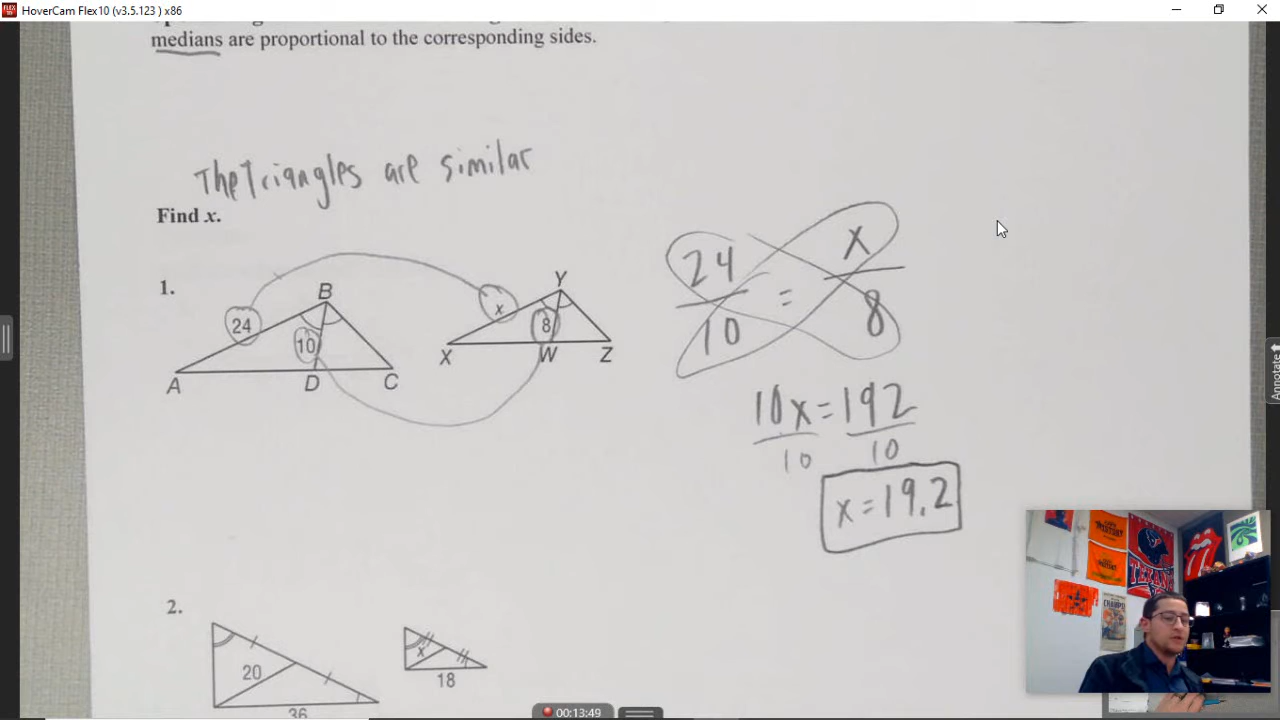 HoverCam Flex10 (v3.5.123) x86
medians are proportional to the corresponding sides.
The Triangles are similar
Find x.
1.
24
10
A
B
C
D
x
8
X
Y
W
Z
24
10
=
x
8
10x = 192
10 10
x = 19.2
2.
20
36
x
18
00:13:49
Annotate
TEXANS